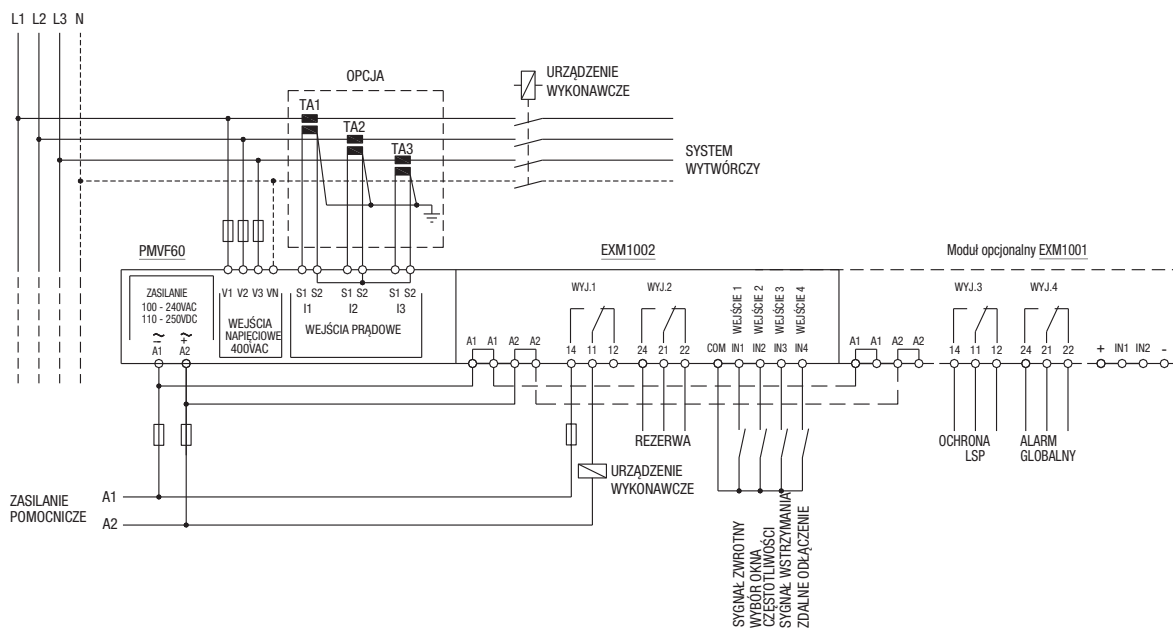 L1 L2 L3 N
OPCJA
URZĄDZENIE
WYKONAWCZE
TA1
TA2
TA3
SYSTEM
WYTWÓRCZY
PMVF60
EXM1002
Moduł opcjonalny EXM1001
ZASILANIE
100 - 240VAC
110 - 250VDC
~ ~
- +
A1 A2
V1 V2 V3 VN
WEJŚCIA
NAPIĘCIOWE
400VAC
S1 S2 S1 S2 S1 S2
I1 I2 I3
WEJŚCIA PRĄDOWE
A1 A1 A2 A2
WYJ.1
14 11 12
WYJ.2
24 21 22
WEJŚCIE 1
WEJŚCIE 2
WEJŚCIE 3
WEJŚCIE 4
COM IN1 IN2 IN3 IN4
A1 A1 A2 A2
WYJ.3
14 11 12
WYJ.4
24 21 22
+ IN1 IN2 -
REZERWA
OCHRONA
LSP
ALARM
GLOBALNY
URZĄDZENIE
WYKONAWCZE
ZASILANIE
POMOCNICZE
A1
A2
SYGNAŁ ZWROTNY
WYBÓR OKNA
CZĘSTOTLIWOŚCI
SYGNAŁ WSTRZYMANIA
ZDALNE ODŁĄCZENIE